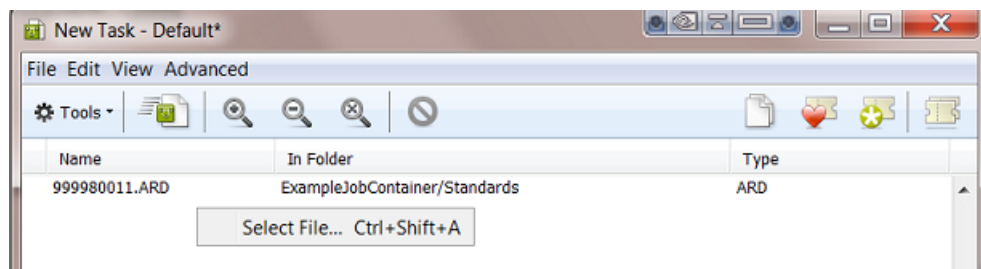 New Task - Default*
File Edit View Advanced
Tools
Name In Folder Type
999980011.ARD ExampleJobContainer/Standards ARD
Select File... Ctrl+Shift+A